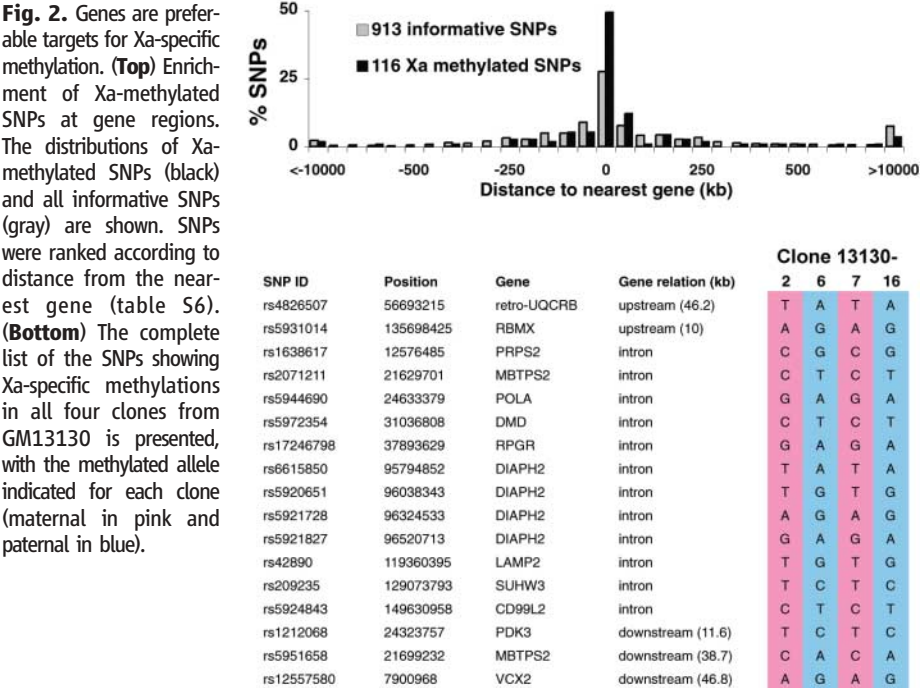 Fig. 2. Genes are prefer-
able targets for Xa-specific
methylation. (Top) Enrich-
ment of Xa-methylated
SNPs at gene regions.
The distributions of Xa-
methylated SNPs (black)
and all informative SNPs
(gray) are shown. SNPs
were ranked according to
distance from the near-
est gene (table S6).
(Bottom) The complete
list of the SNPs showing
Xa-specific methylations
in all four clones from
GM13130 is presented,
with the methylated allele
indicated for each clone
(maternal in pink and
paternal in blue).
% SNPs
50
25
0
913 informative SNPs
116 Xa methylated SNPs
<-10000 -500 -250 0 250 500 >10000
Distance to nearest gene (kb)
Clone 13130-
SNP ID Position Gene Gene relation (kb) 2 6 7 16
rs4826507 56693215 retro-UQCRB upstream (46.2) T A T A
rs5931014 135698425 RBMX upstream (10) A G A G
rs1638617 12576485 PRPS2 intron C G C G
rs2071211 21629701 MBTPS2 intron C T C T
rs5944690 24633379 POLA intron G A G A
rs5972354 31036808 DMD intron C T C T
rs17246798 37893629 RPGR intron G A G A
rs6615850 95794852 DIAPH2 intron T A T A
rs5920651 96038343 DIAPH2 intron T G T G
rs5921728 96324533 DIAPH2 intron A G A G
rs5921827 96520713 DIAPH2 intron G A G A
rs42890 119360395 LAMP2 intron T G T G
rs209235 129073793 SUHW3 intron T C T C
rs5924843 149630958 CD99L2 intron C T C T
rs1212068 24323757 PDK3 downstream (11.6) T C T C
rs5951658 21699232 MBTPS2 downstream (38.7) C A C A
rs12557580 7900968 VCX2 downstream (46.8) A G A G